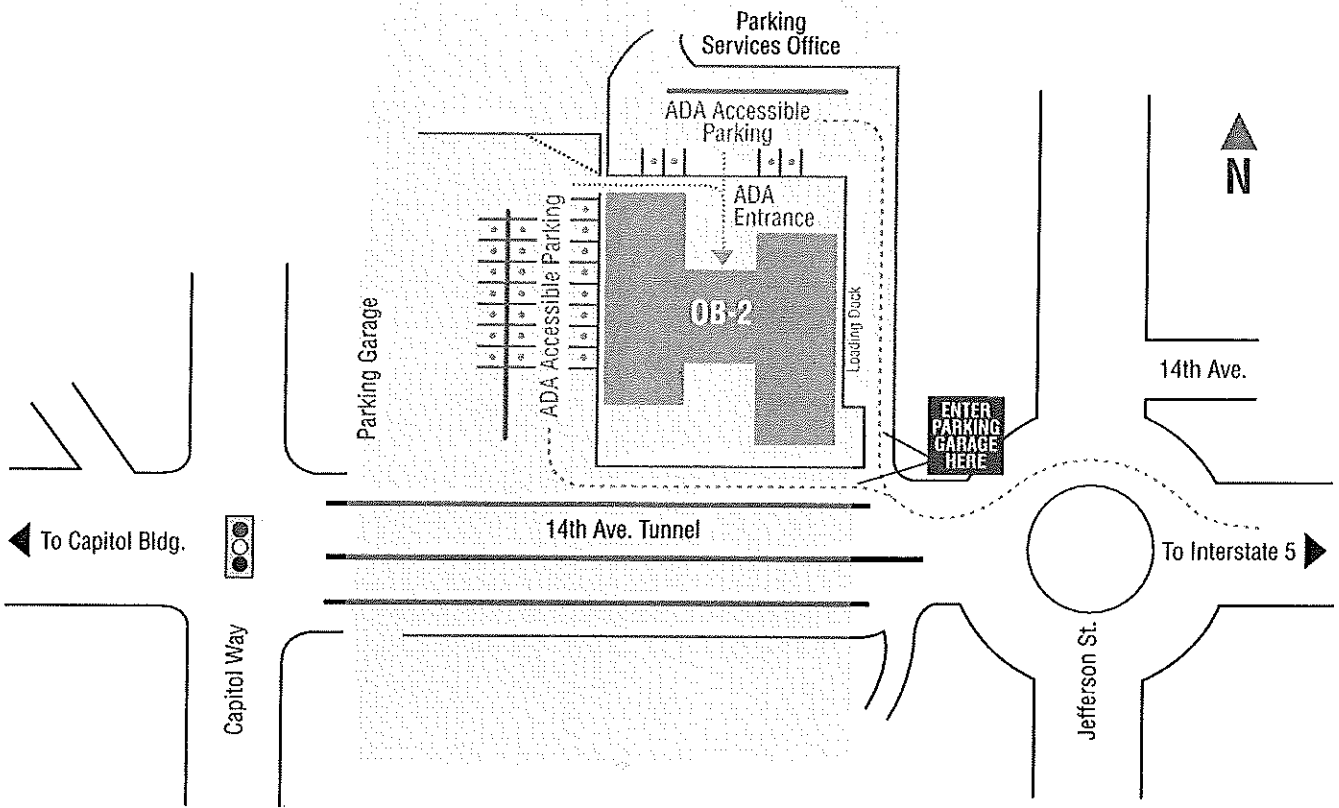 Parking
Services Office
ADA Accessible
Parking
N
ADA
Entrance
ADA Accessible Parking
Parking Garage
OB-2
Loading Dock
14th Ave.
ENTER
PARKING
GARAGE
HERE
To Capitol Bldg.
14th Ave. Tunnel
To Interstate 5
Capitol Way
Jefferson St.